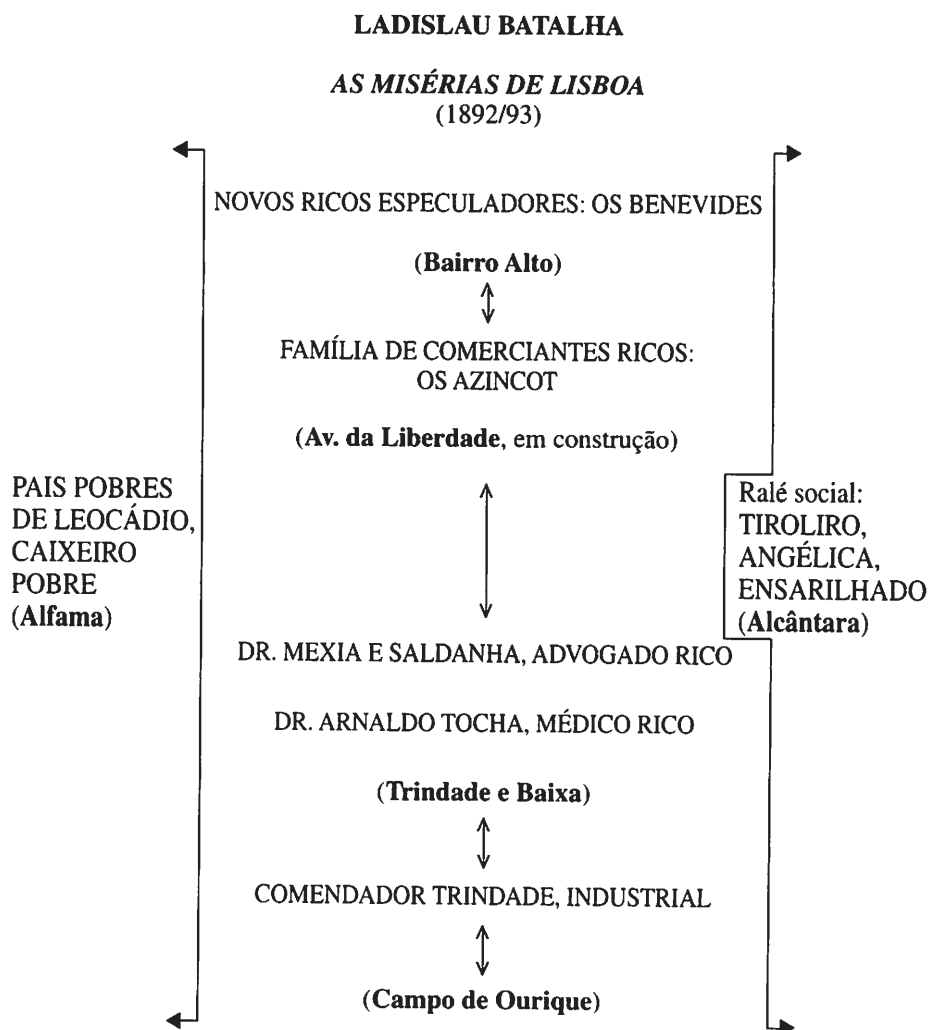 LADISLAU BATALHA
AS MISÉRIAS DE LISBOA
(1892/93)
NOVOS RICOS ESPECULADORES: OS BENEVIDES
(Bairro Alto)
FAMÍLIA DE COMERCIANTES RICOS:
OS AZINCOT
(Av. da Liberdade, em construção)
PAIS POBRES
DE LEOCÁDIO,
CAIXEIRO
POBRE
(Alfama)
Ralé social:
TIROLIRO,
ANGÉLICA,
ENSARILHADO
(Alcântara)
DR. MEXIA E SALDANHA, ADVOGADO RICO
DR. ARNALDO TOCHA, MÉDICO RICO
(Trindade e Baixa)
COMENDADOR TRINDADE, INDUSTRIAL
(Campo de Ourique)